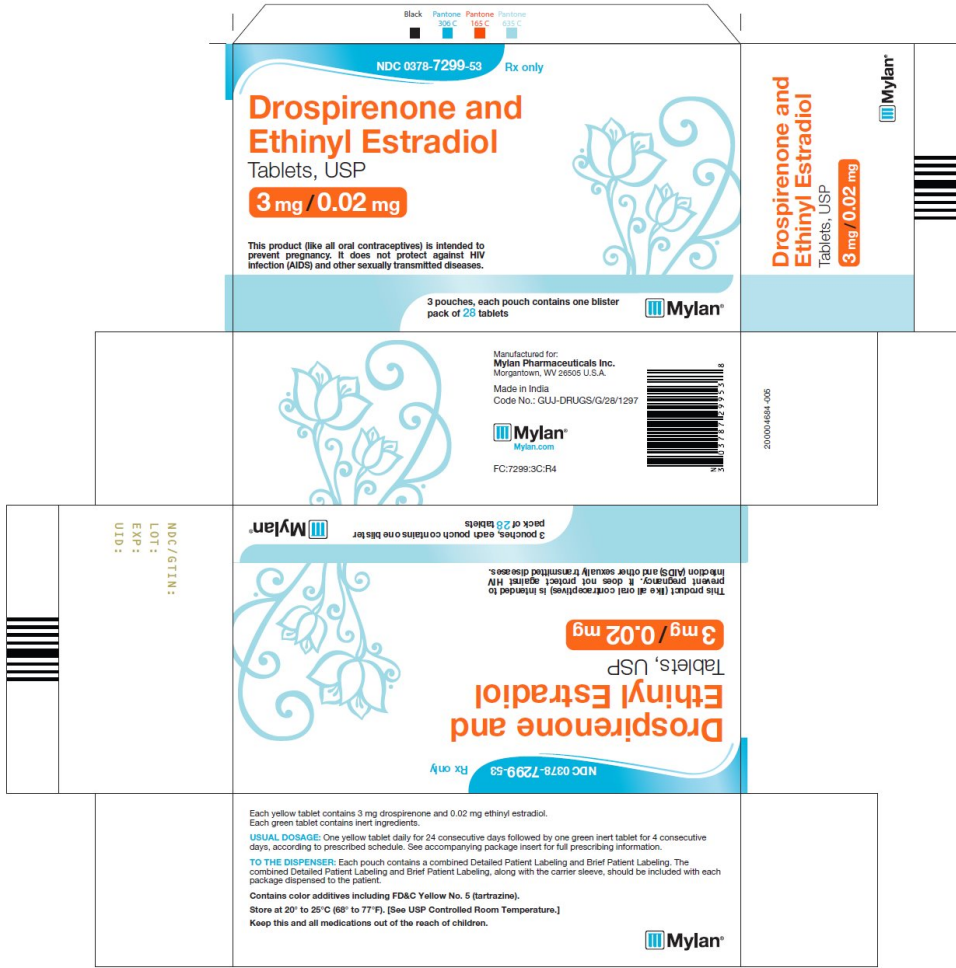 Black
Pantone
306 C
Pantone
165 C
Pantone
635 C
NDC 0378-7299-53
Rx only
Drospirenone and
Ethinyl Estradiol
Tablets, USP
3 mg/0.02 mg
This product (like all oral contraceptives) is intended to
prevent pregnancy. It does not protect against HIV
infection (AIDS) and other sexually transmitted diseases.
3 pouches, each pouch contains one blister
pack of 28 tablets
Mylan®
Drospirenone and
Ethinyl Estradiol
Tablets, USP
3 mg/0.02 mg
Mylan®
Manufactured for:
Mylan Pharmaceuticals Inc.
Morgantown, WV 26505 U.S.A.
Made in India
Code No.: GUJ-DRUGS/G/28/1297
Mylan®
Mylan.com
FC:7299:3C:R4
N
3 0378729953 8
200004684-005
NDC/GTIN:
LOT:
EXP:
UID:
NDC 0378-7299-53
Rx only
Drospirenone and
Ethinyl Estradiol
Tablets, USP
3 mg/0.02 mg
This product (like all oral contraceptives) is intended to
prevent pregnancy. It does not protect against HIV
infection (AIDS) and other sexually transmitted diseases.
3 pouches, each pouch contains one blister
pack of 28 tablets
Mylan®
Each yellow tablet contains 3 mg drospirenone and 0.02 mg ethinyl estradiol.
Each green tablet contains inert ingredients.
USUAL DOSAGE: One yellow tablet daily for 24 consecutive days followed by one green inert tablet for 4 consecutive
days, according to prescribed schedule. See accompanying package insert for full prescribing information.
TO THE DISPENSER: Each pouch contains a combined Detailed Patient Labeling and Brief Patient Labeling. The
combined Detailed Patient Labeling and Brief Patient Labeling, along with the carrier sleeve, should be included with each
package dispensed to the patient.
Contains color additives including FD&C Yellow No. 5 (tartrazine).
Store at 20° to 25°C (68° to 77°F). [See USP Controlled Room Temperature.]
Keep this and all medications out of the reach of children.
Mylan®